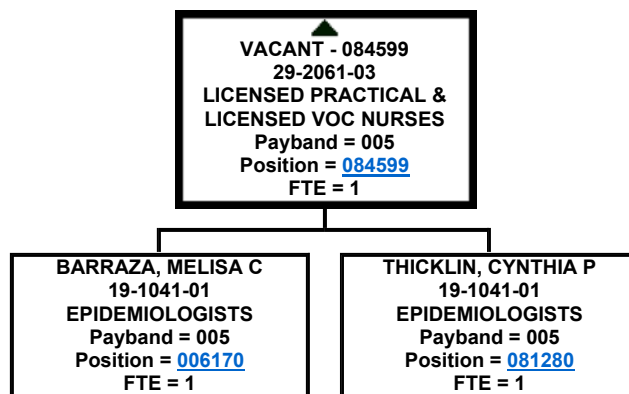 VACANT - 084599
29-2061-03
LICENSED PRACTICAL &
LICENSED VOC NURSES
Payband = 005
Position = 084599
FTE = 1
BARRAZA, MELISA C
19-1041-01
EPIDEMIOLOGISTS
Payband = 005
Position = 006170
FTE = 1
THICKLIN, CYNTHIA P
19-1041-01
EPIDEMIOLOGISTS
Payband = 005
Position = 081280
FTE = 1